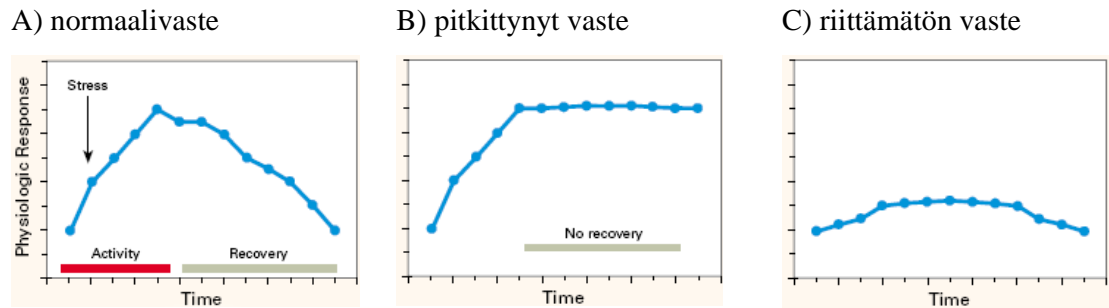 A) normaalivaste
B) pitkittynyt vaste
C) riittämätön vaste
Physiologic Response
Stress
Activity
Recovery
Time
No recovery
Time
Time